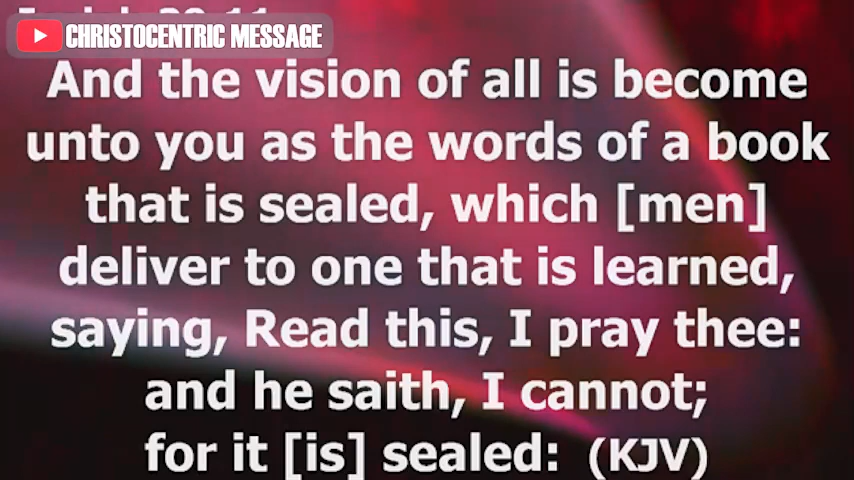 CHRISTOCENTRIC MESSAGE
And the vision of all is become
unto you as the words of a book
that is sealed, which [men]
deliver to one that is learned,
saying, Read this, I pray thee:
and he saith, I cannot;
for it [is] sealed: (KJV)